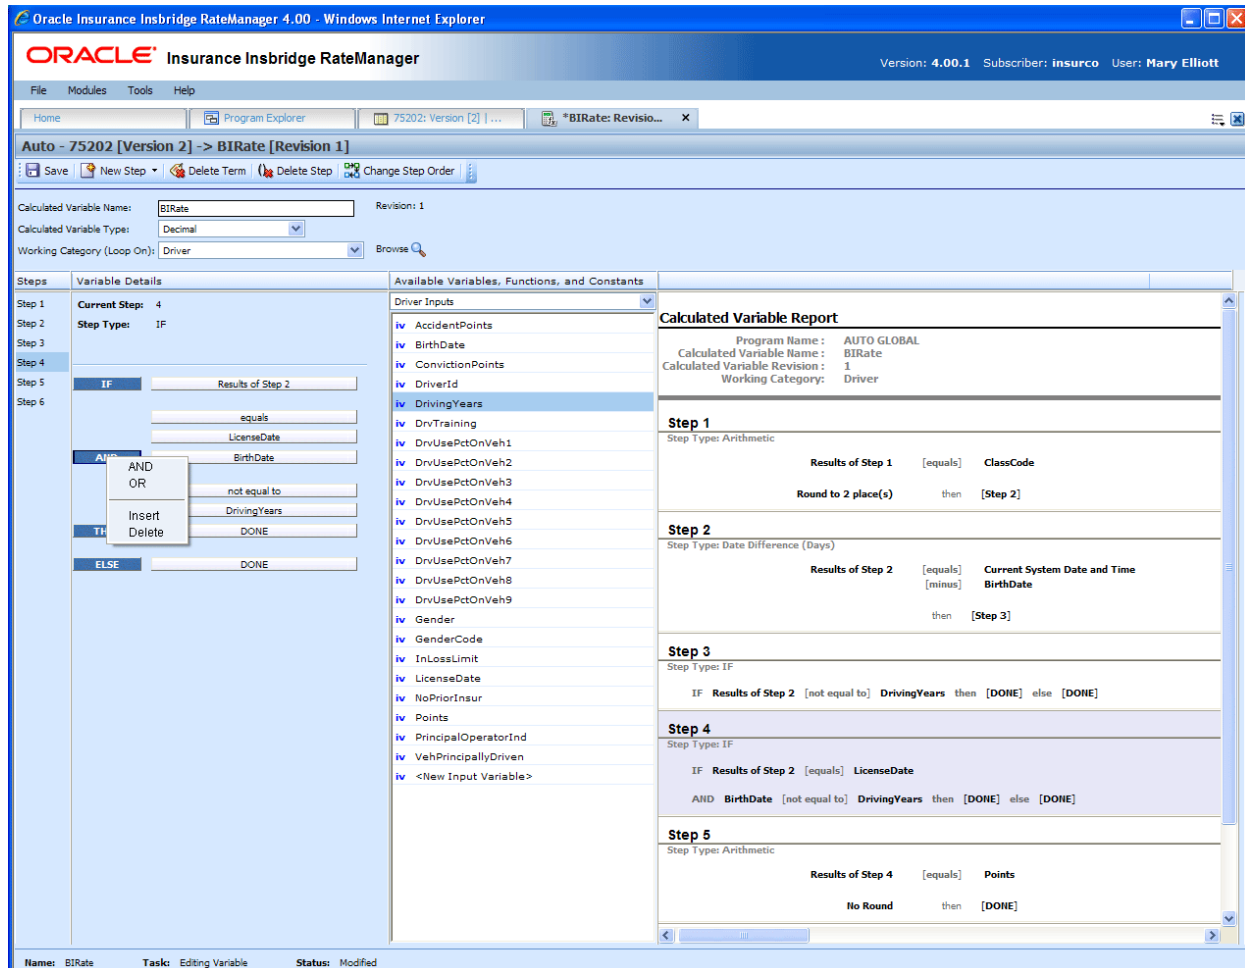 Oracle Insurance Insbridge RateManager 4.00 - Windows Internet Explorer
ORACLE Insurance Insbridge RateManager
Version: 4.00.1 Subscriber: insurco User: Mary Elliott
File Modules Tools Help
Home Program Explorer 75202: Version [2] | ... *BIRate: Revisio... x
Auto - 75202 [Version 2] -> BIRate [Revision 1]
Save New Step Delete Term Delete Step Change Step Order
Calculated Variable Name: BIRate Revision: 1
Calculated Variable Type: Decimal
Working Category (Loop On): Driver Browse
Steps Variable Details Available Variables, Functions, and Constants
Step 1
Step 2
Step 3
Step 4
Step 5
Step 6
Current Step: 4
Step Type: IF
IF Results of Step 2
equals
LicenseDate
AND BirthDate
not equal to
DrivingYears
TH DONE
ELSE DONE
AND
OR
Insert
Delete
Driver Inputs
iv AccidentPoints
iv BirthDate
iv ConvictionPoints
iv DriverId
iv DrivingYears
iv DrvTraining
iv DrvUsePctOnVeh1
iv DrvUsePctOnVeh2
iv DrvUsePctOnVeh3
iv DrvUsePctOnVeh4
iv DrvUsePctOnVeh5
iv DrvUsePctOnVeh6
iv DrvUsePctOnVeh7
iv DrvUsePctOnVeh8
iv DrvUsePctOnVeh9
iv Gender
iv GenderCode
iv InLossLimit
iv LicenseDate
iv NoPriorInsur
iv Points
iv PrincipalOperatorInd
iv VehPrincipallyDriven
iv <New Input Variable>
Calculated Variable Report
Program Name : AUTO GLOBAL
Calculated Variable Name : BIRate
Calculated Variable Revision : 1
Working Category: Driver
Step 1
Step Type: Arithmetic
Results of Step 1 [equals] ClassCode
Round to 2 place(s) then [Step 2]
Step 2
Step Type: Date Difference (Days)
Results of Step 2 [equals] Current System Date and Time
[minus] BirthDate
then [Step 3]
Step 3
Step Type: IF
IF Results of Step 2 [not equal to] DrivingYears then [DONE] else [DONE]
Step 4
Step Type: IF
IF Results of Step 2 [equals] LicenseDate
AND BirthDate [not equal to] DrivingYears then [DONE] else [DONE]
Step 5
Step Type: Arithmetic
Results of Step 4 [equals] Points
No Round then [DONE]
Name: BIRate Task: Editing Variable Status: Modified